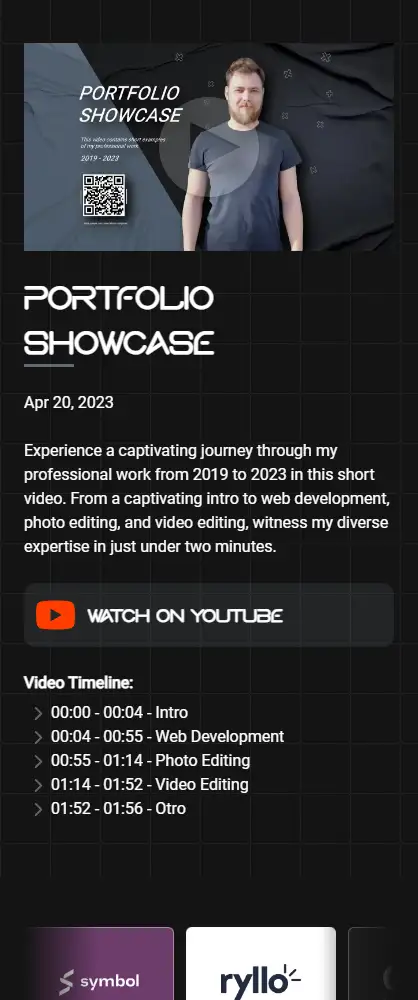 PORTFOLIO
SHOWCASE
This video contains short examples
of my professional work
2019 - 2023
PORTFOLIO
SHOWCASE
Apr 20, 2023
Experience a captivating journey through my
professional work from 2019 to 2023 in this short
video. From a captivating intro to web development,
photo editing, and video editing, witness my diverse
expertise in just under two minutes.
WATCH ON YOUTUBE
Video Timeline:
00:00 - 00:04 - Intro
00:04 - 00:55 - Web Development
00:55 - 01:14 - Photo Editing
01:14 - 01:52 - Video Editing
01:52 - 01:56 - Otro
symbol
ryllo